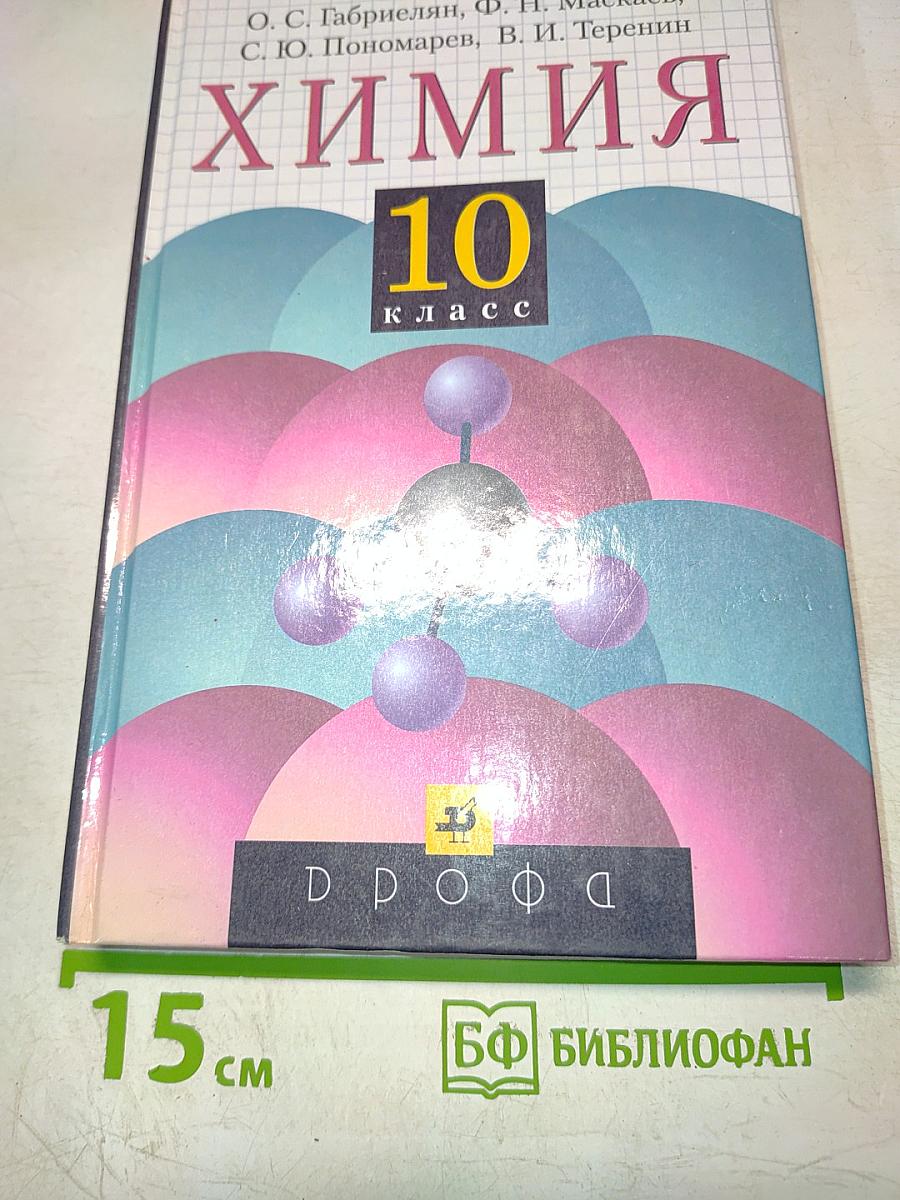 О. С. Габриелян, Ф. Н. Маскаев,
С. Ю. Пономарев, В. И. Теренин
ХИМИЯ
10
класс
ДРОФА
15 см
БФ БИБЛИОФАН